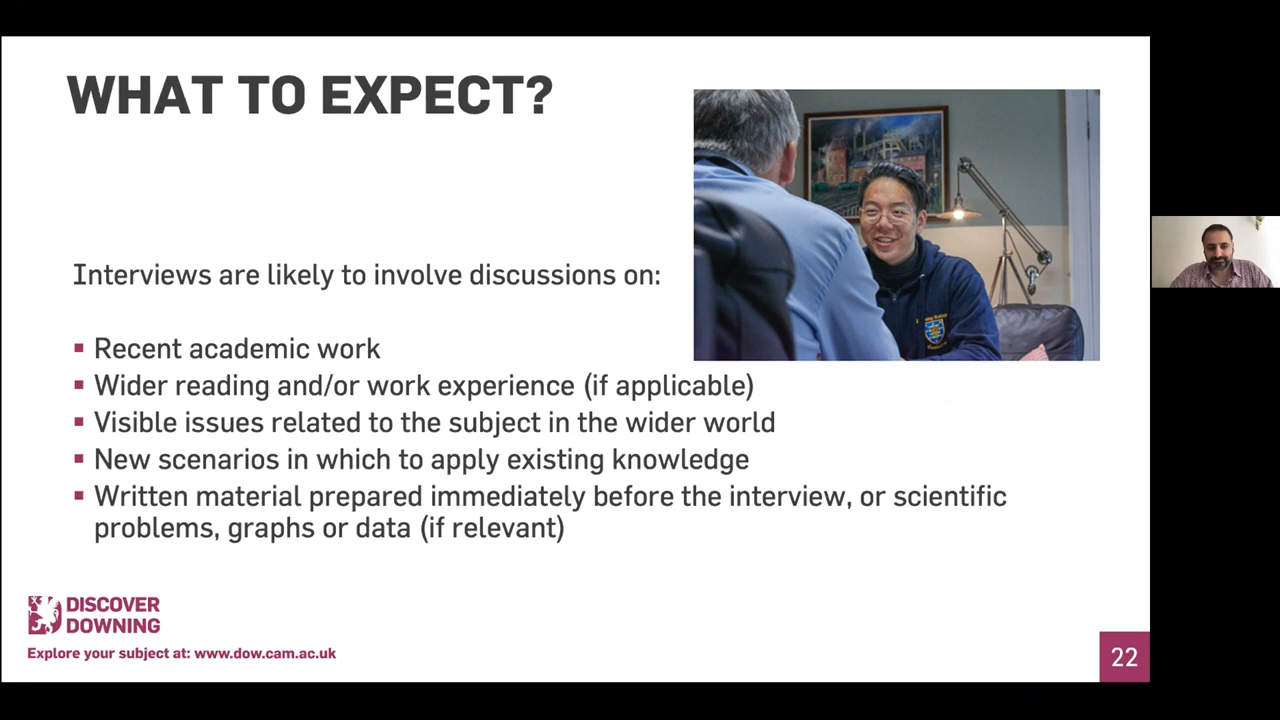 WHAT TO EXPECT?
Interviews are likely to involve discussions on:
▪ Recent academic work
▪ Wider reading and/or work experience (if applicable)
▪ Visible issues related to the subject in the wider world
▪ New scenarios in which to apply existing knowledge
▪ Written material prepared immediately before the interview, or scientific
problems, graphs or data (if relevant)
DISCOVER
DOWNING
Explore your subject at: www.dow.cam.ac.uk
22